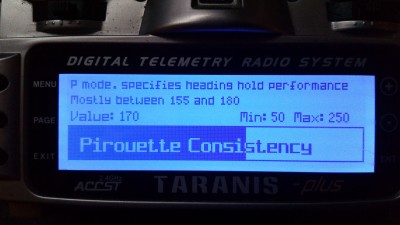 DIGITAL TELEMETRY RADIO SYSTEM
MENU
PAGE
EXIT
P mode, specifies heading hold performance
Mostly between 155 and 180
Value: 170 Min: 50 Max: 250
Pirouette Consistency
ACCST
TARANIS -plus